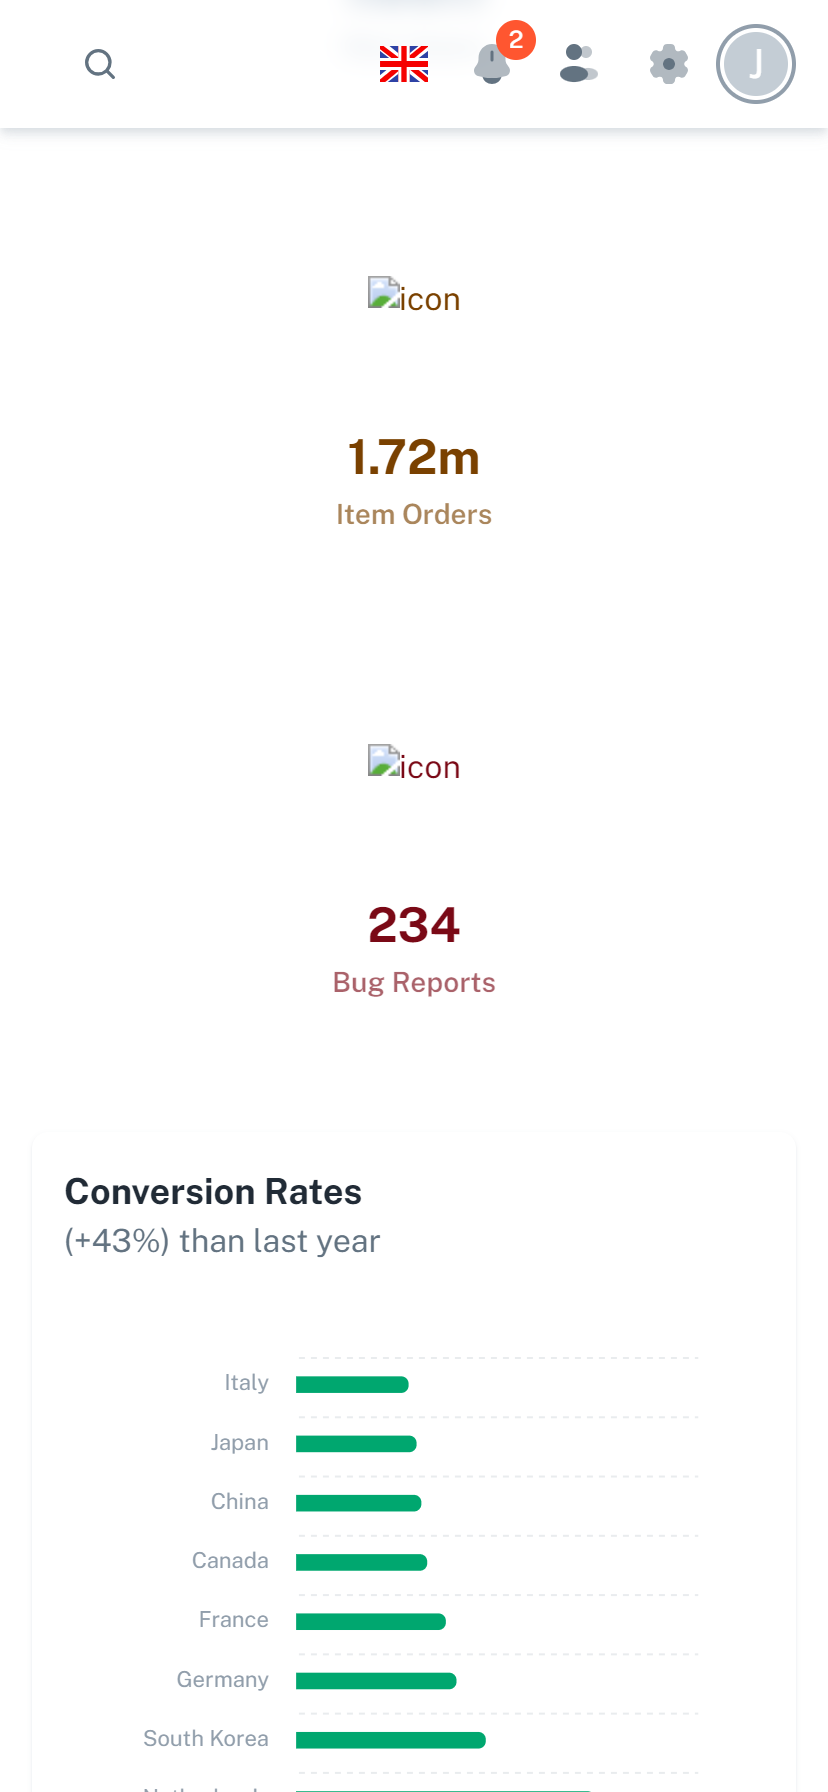 2
J
icon
1.72m
Item Orders
icon
234
Bug Reports
Conversion Rates
(+43%) than last year
Italy
Japan
China
Canada
France
Germany
South Korea